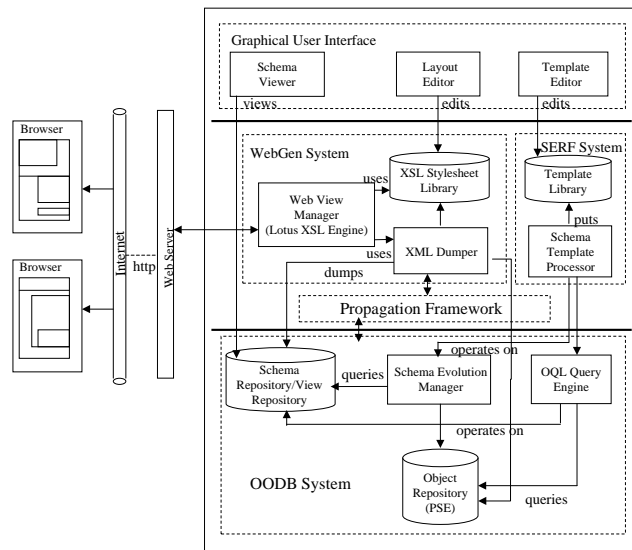 Graphical User Interface
Schema
Viewer
Layout
Editor
Template
Editor
views
edits
edits
Browser
WebGen System
SERF System
uses
XSL Stylesheet
Library
Template
Library
Web View
Manager
(Lotus XSL Engine)
puts
Internet
http
Web Server
uses
XML Dumper
Schema
Template
Processor
Browser
dumps
Propagation Framework
operates on
Schema
Repository/View
Repository
queries
Schema Evolution
Manager
OQL Query
Engine
operates on
OODB System
Object
Repository
(PSE)
queries